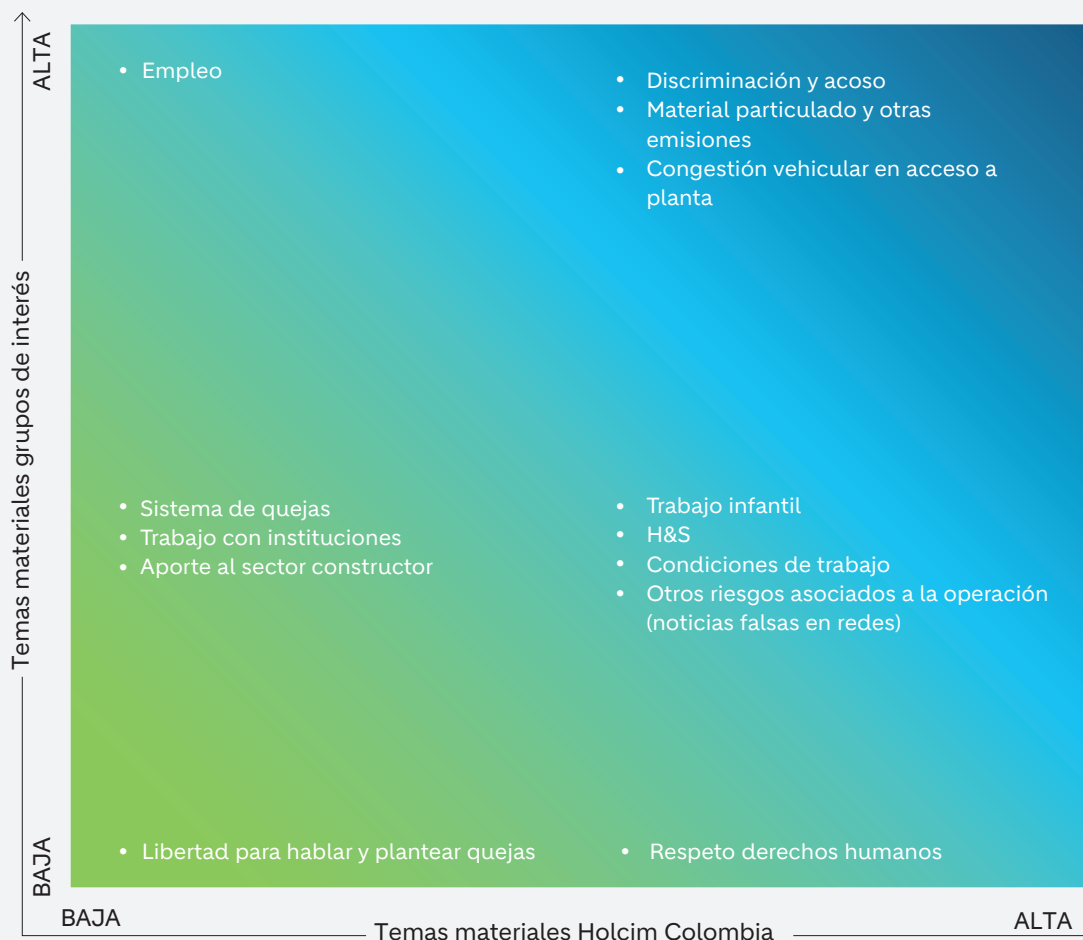 ALTA
Temas materiales grupos de interés
BAJA
• Empleo
• Discriminación y acoso
• Material particulado y otras
emisiones
• Congestión vehicular en acceso a
planta
• Sistema de quejas
• Trabajo con instituciones
• Aporte al sector constructor
• Trabajo infantil
• H&S
• Condiciones de trabajo
• Otros riesgos asociados a la operación
(noticias falsas en redes)
• Libertad para hablar y plantear quejas
• Respeto derechos humanos
BAJA
Temas materiales Holcim Colombia
ALTA